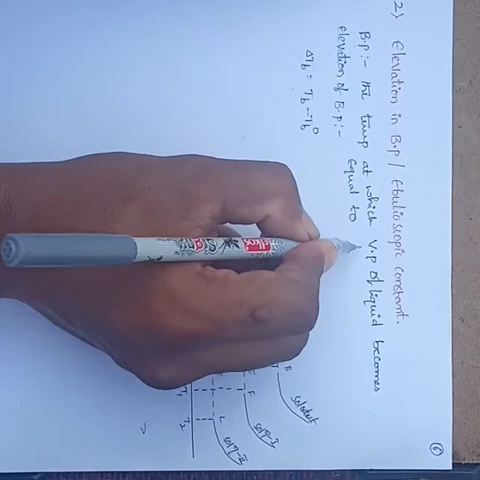 2) Elevation in B.p / Ebulioscopic constant.
B.p :- the temp at which V.P of liquid becomes
equal to
Elevation of B.p :-
ΔTb = Tb - Tb°
6
B
solvent
E
F
solⁿ-I
L
solⁿ-II
T1
T2